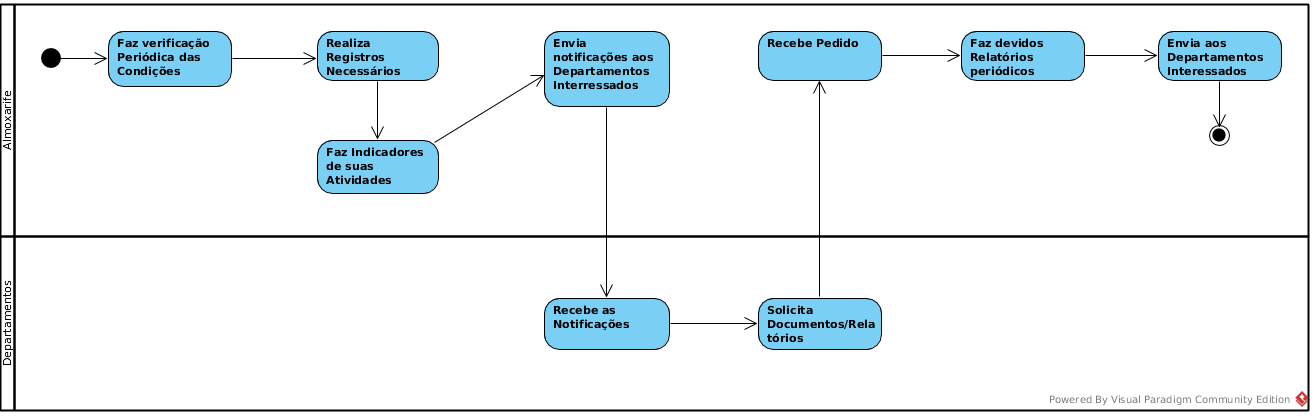 Almoxarife
Faz verificação
Periódica das
Condições
Realiza
Registros
Necessários
Faz Indicadores
de suas
Atividades
Envia
notificações aos
Departamentos
Interressados
Recebe Pedido
Faz devidos
Relatórios
periódicos
Envia aos
Departamentos
Interessados
Departamentos
Recebe as
Notificações
Solicita
Documentos/Rela
tórios
Powered By Visual Paradigm Community Edition